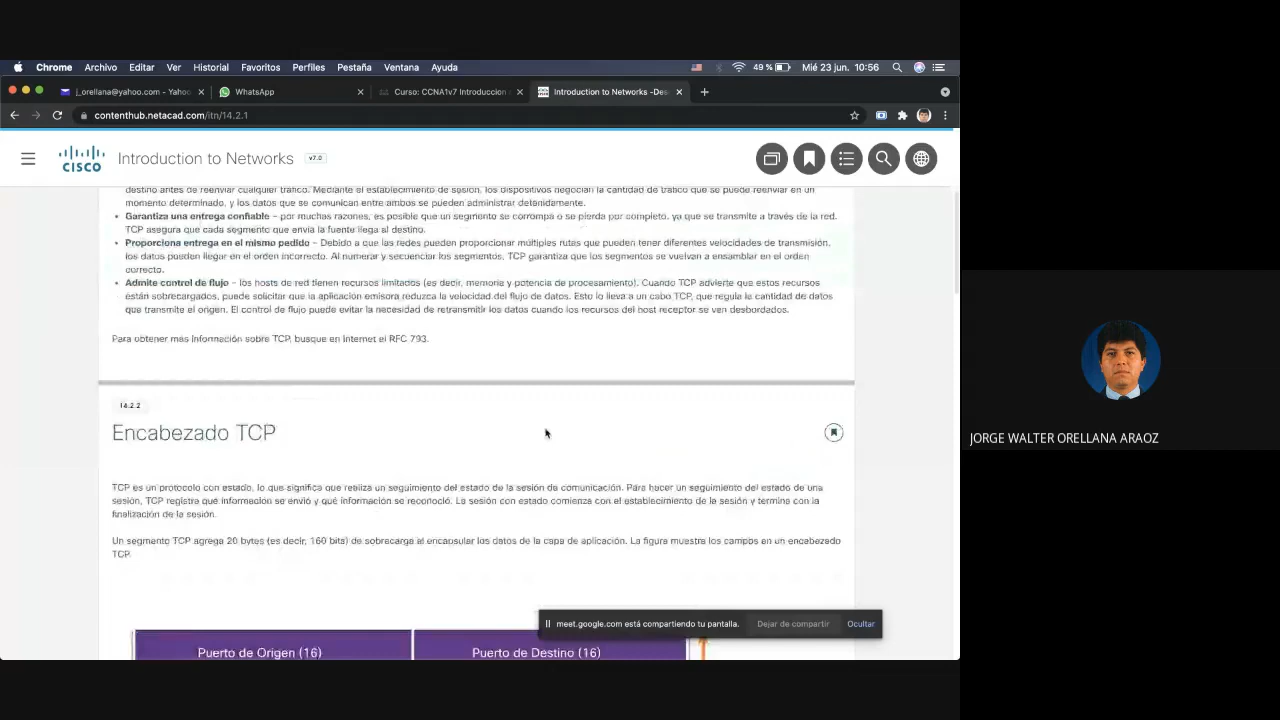 Chrome Archivo Editar Ver Historial Favoritos Perfiles Pestaña Ventana Ayuda 49 % Mié 23 jun. 10:56
j_orellana@yahoo.com - Yahoo WhatsApp Curso: CCNA1v7 Introduccion Introduction to Networks -Des
contenthub.netacad.com/itn/14.2.1
CISCO Introduction to Networks v7.0
destino antes de reenviar cualquier tráfico. Mediante el establecimiento de sesión, los dispositivos negocian la cantidad de tráfico que se puede reenviar en
momento determinado, y los datos que se comunican entre ambos se pueden administrar detenidamente.
• Garantiza una entrega confiable – por muchas razones, es posible que un segmento se corrompa o se pierda por completo, ya que se transmite a través de la red.
TCP asegura que cada segmento que envía la fuente llega al destino.
• Proporciona entrega en el mismo pedido – Debido a que las redes pueden proporcionar múltiples rutas que pueden tener diferentes velocidades de transmisión,
los datos pueden llegar en el orden incorrecto. Al numerar y secuenciar los segmentos, TCP garantiza que los segmentos se vuelvan a ensamblar en el orden
correcto.
• Admite control de flujo – los hosts de red tienen recursos limitados (es decir, memoria y potencia de procesamiento). Cuando TCP advierte que estos recursos
están sobrecargados, puede solicitar que la aplicación emisora reduzca la velocidad del flujo de datos. Esto lo lleva a un cabo TCP, que regula la cantidad de datos
que transmite el origen. El control de flujo puede evitar la necesidad de retransmitir los datos cuando los recursos del host receptor se ven desbordados.
Para obtener más información sobre TCP, busque en Internet el RFC 793.
14.2.2
Encabezado TCP
TCP es un protocolo con estado, lo que significa que realiza un seguimiento del estado de la sesión de comunicación. Para hacer un seguimiento del estado de una
sesión, TCP registra qué información se envió y qué información se reconoció. La sesión con estado comienza con el establecimiento de la sesión y termina con la
finalización de la sesión.
Un segmento TCP agrega 20 bytes (es decir, 160 bits) de sobrecarga al encapsular los datos de la capa de aplicación. La figura muestra los campos en un encabezado
TCP.
meet.google.com está compartiendo tu pantalla. Dejar de compartir Ocultar
Puerto de Origen (16) Puerto de Destino (16)
JORGE WALTER ORELLANA ARAOZ